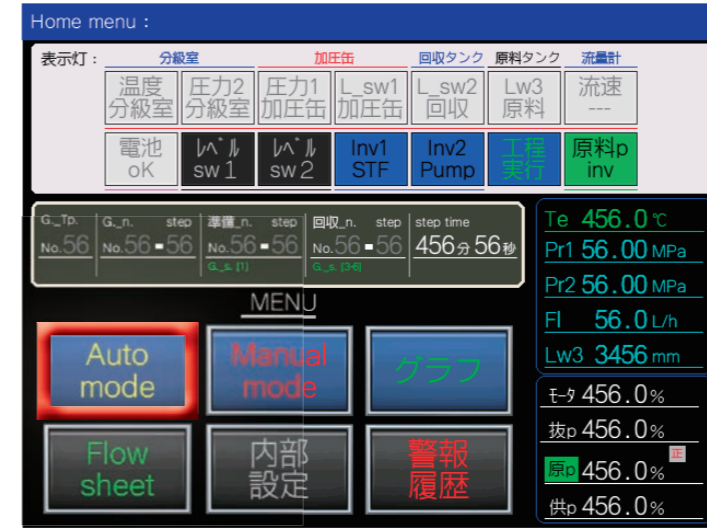 Home menu :
表示灯： 分級室 加圧缶 回収タンク 原料タンク 流量計
温度 圧力2 圧力1 L_sw1 L_sw2 Lw3 流速
分級室 分級室 加圧缶 加圧缶 回収 原料 ---
電池 ﾚﾍﾞﾙ ﾚﾍﾞﾙ Inv1 Inv2 工程 原料p
oK sw 1 sw 2 STF Pump 実行 inv
G._Tp. G._n. step 準備_n. step 回収_n. step step time
No.56 No.56-56 No.56-56 No.56-56 456分56秒
G._s. [1] G._s. [3-6]
Te 456.0 ℃
Pr1 56.00 MPa
Pr2 56.00 MPa
Fl 56.0 L/h
Lw3 3456 mm
MENU
Auto mode
Manual mode
グラフ
Flow sheet
内部設定
警報履歴
ﾓｰﾀ 456.0%
抜p 456.0%
正
原p 456.0%
供p 456.0%